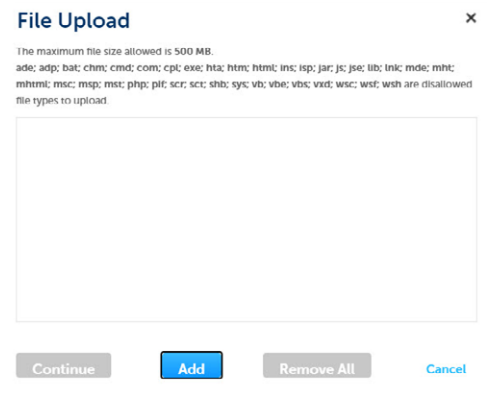 File Upload
×
The maximum file size allowed is 500 MB.
ade; adp; bat; chm; cmd; com; cpl; exe; hta; htm; html; ins; isp; jar; js; jse; lib; lnk; mde; mht;
mhtml; msc; msp; mst; php; pif; scr; sct; shb; sys; vb; vbe; vbs; vxd; wsc; wsf; wsh are disallowed
file types to upload.
Continue Add Remove All Cancel